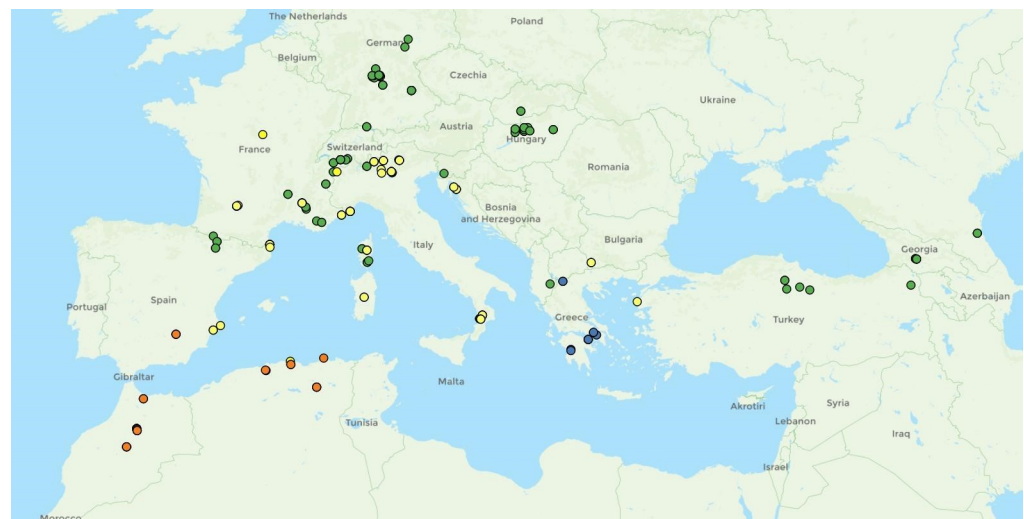 The Netherlands
Poland
German
Belgium
Czechia
Ukraine
France
Austria
Switzerland
Hungary
Romania
Bosnia
and Herzegovina
Italy
Bulgaria
Georgia
Portugal
Spain
Azerbaijan
Greece
Turkey
Gibraltar
Malta
Akrotiri
Syria
Lebanon
Tunisia
Iraq
Israel
Morocco